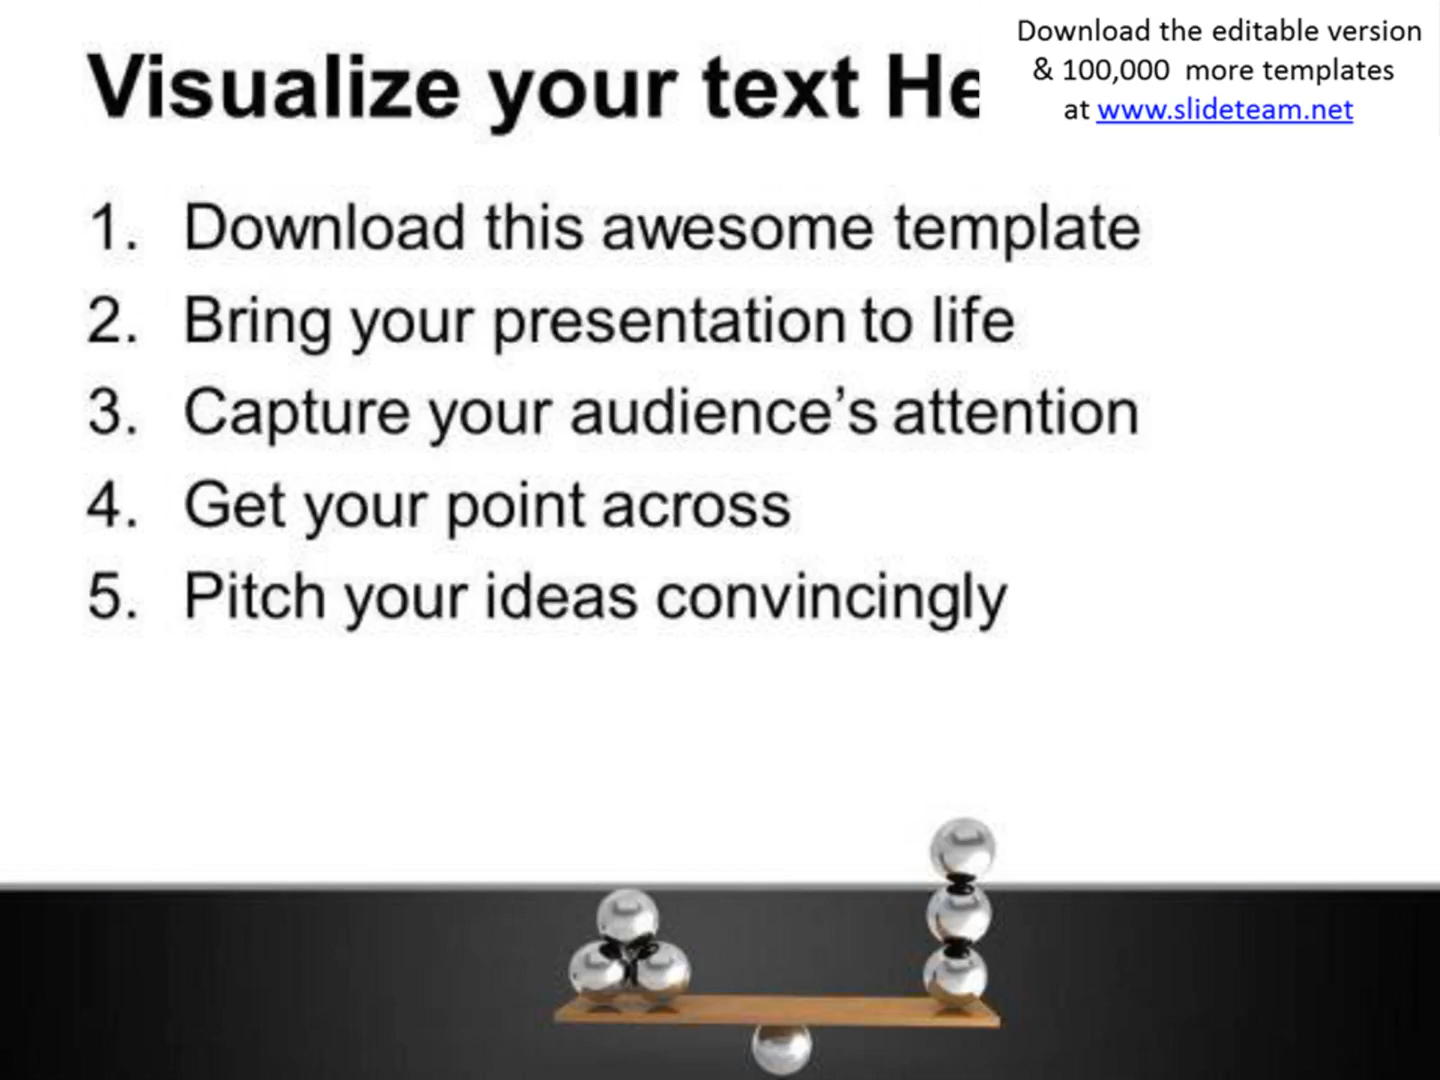 Download the editable version
& 100,000 more templates
at www.slideteam.net
Visualize your text
1. Download this awesome template
2. Bring your presentation to life
3. Capture your audience's attention
4. Get your point across
5. Pitch your ideas convincingly